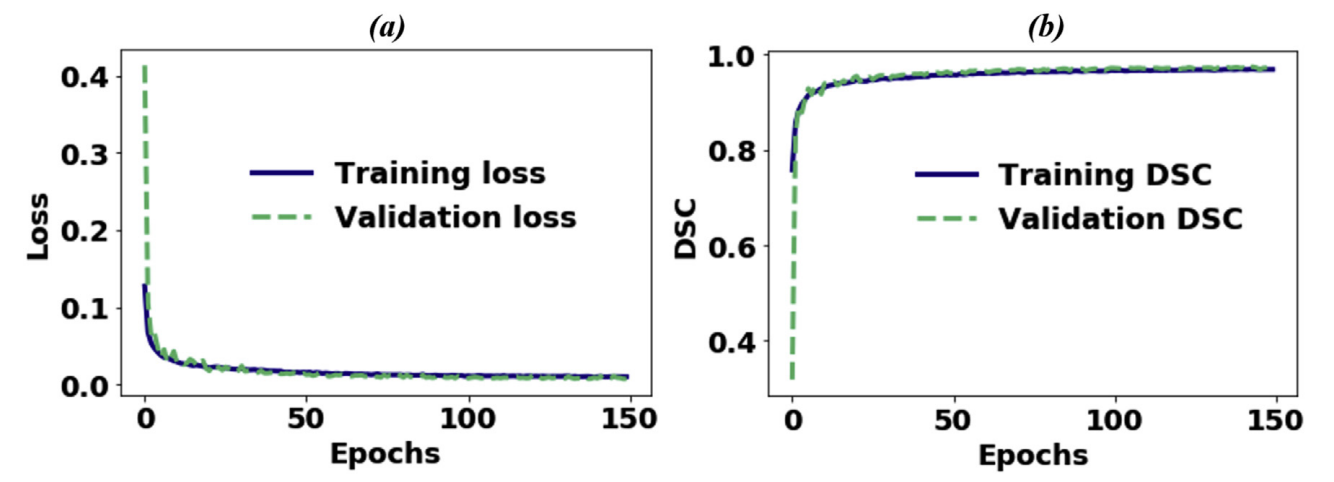 (a)
0.4
0.3
0.2
0.1
0.0
Loss
Training loss
Validation loss
0 50 100 150
Epochs
(b)
1.0
0.8
0.6
0.4
DSC
Training DSC
Validation DSC
0 50 100 150
Epochs